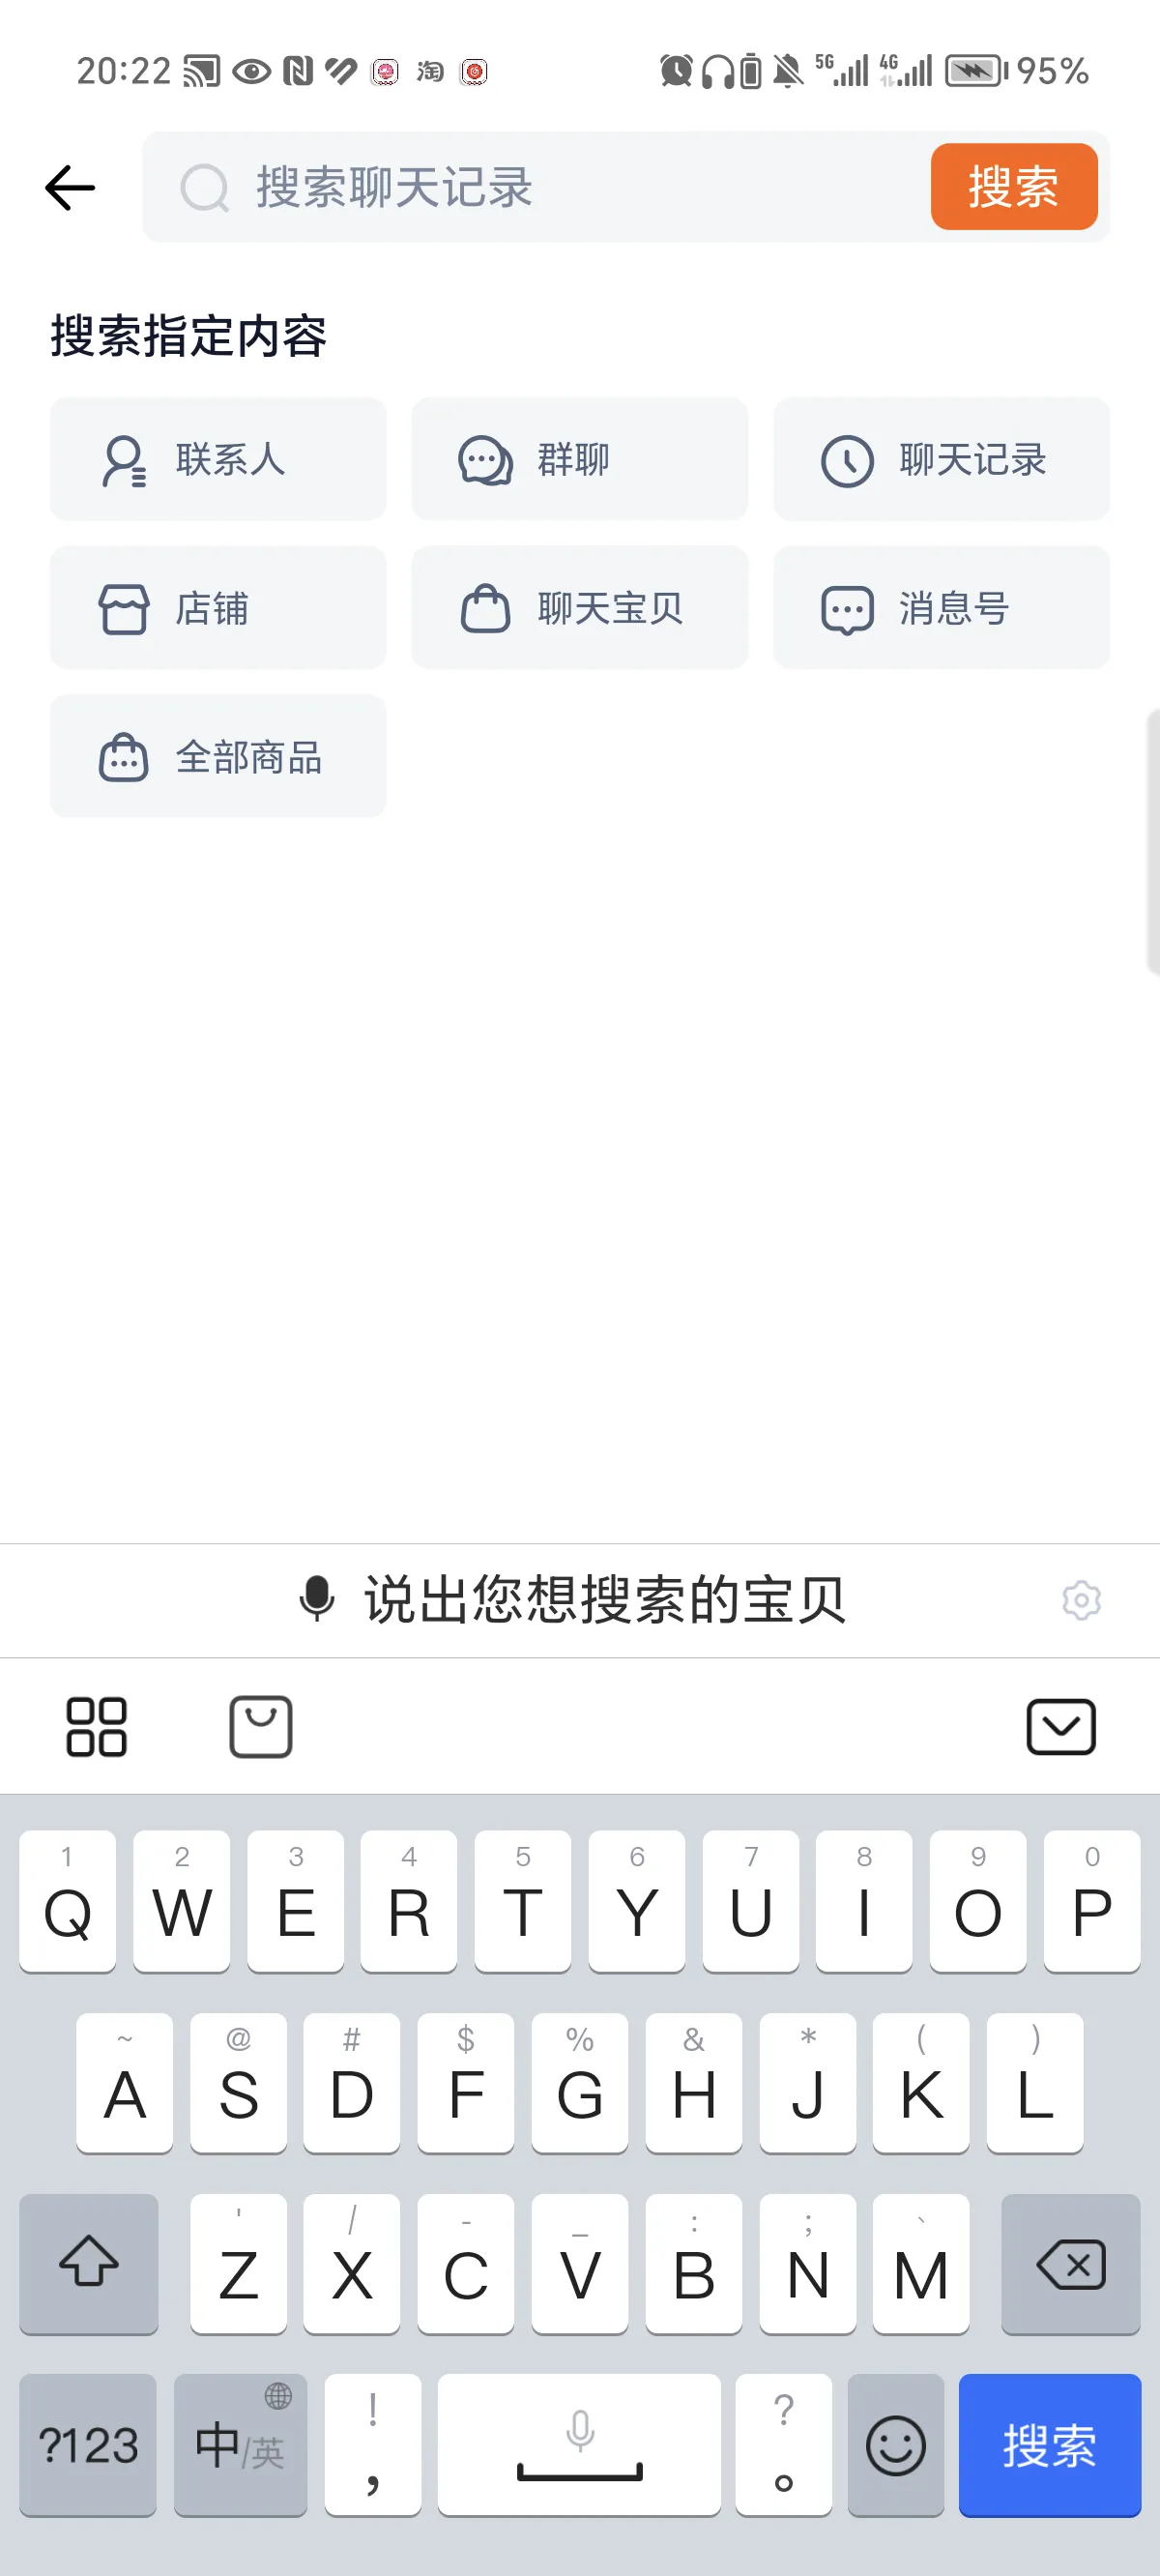 20:22 淘 5G 4G 95%
搜索聊天记录 搜索
搜索指定内容
联系人 群聊 聊天记录
店铺 聊天宝贝 消息号
全部商品
说出您想搜索的宝贝
1 2 3 4 5 6 7 8 9 0
Q W E R T Y U I O P
~ @ # $ % & * ( )
A S D F G H J K L
' / - _ : ; 、
Z X C V B N M
! ?
?123 中/英 , 。 搜索